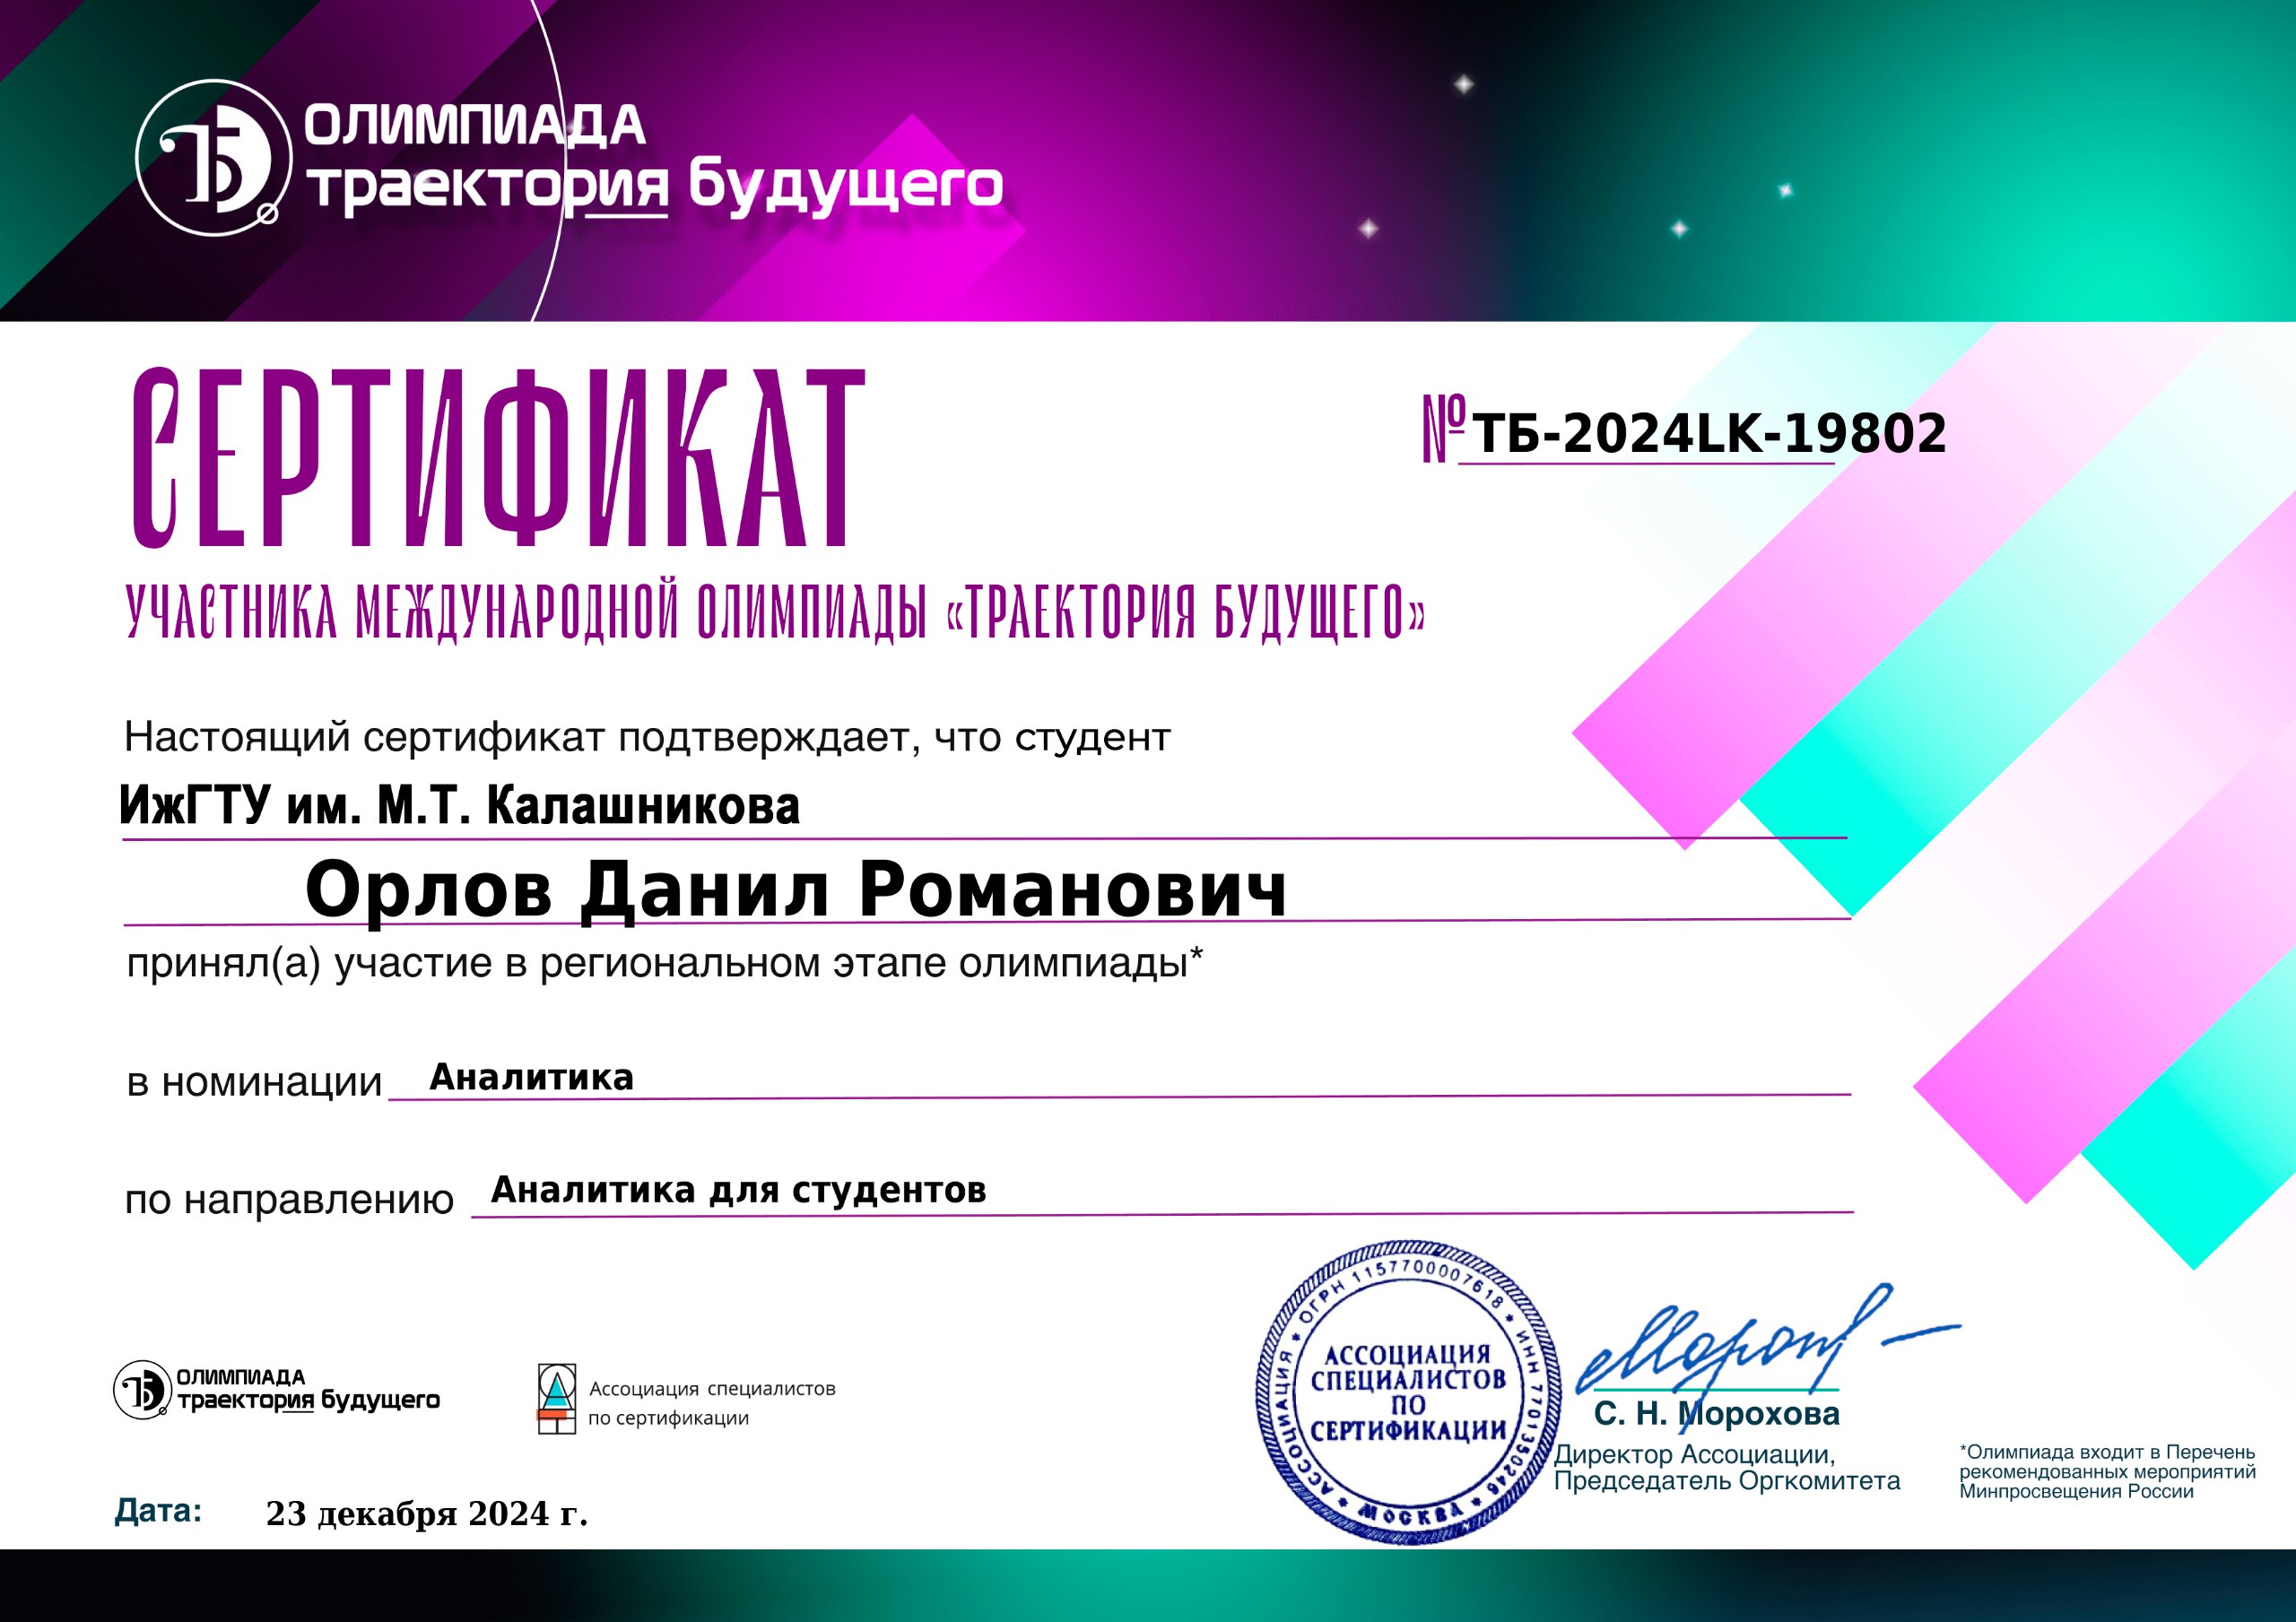 ОЛИМПИАДА
траектория будущего
СЕРТИФИКАТ
№ ТБ-2024LK-19802
УЧАСТНИКА МЕЖДУНАРОДНОЙ ОЛИМПИАДЫ «ТРАЕКТОРИЯ БУДУЩЕГО»
Настоящий сертификат подтверждает, что студент
ИжГТУ им. М.Т. Калашникова
Орлов Данил Романович
принял(а) участие в региональном этапе олимпиады*
в номинации Аналитика
по направлению Аналитика для студентов
ОЛИМПИАДА
траектория будущего
Ассоциация специалистов
по сертификации
АССОЦИАЦИЯ * ОГРН 1157700007618 * ИНН 7701350246 * МОСКВА *
АССОЦИАЦИЯ
СПЕЦИАЛИСТОВ
ПО
СЕРТИФИКАЦИИ
С. Н. Морохова
Директор Ассоциации,
Председатель Оргкомитета
*Олимпиада входит в Перечень
рекомендованных мероприятий
Минпросвещения России
Дата: 23 декабря 2024 г.